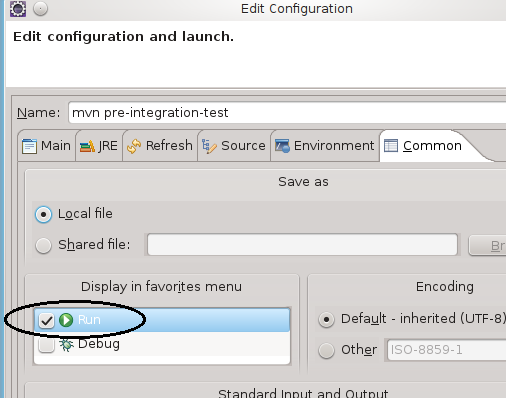 Edit Configuration
Edit configuration and launch.
Name: mvn pre-integration-test
Main JRE Refresh Source Environment Common
Save as
Local file
Shared file:
Display in favorites menu
Encoding
Run
Default - inherited (UTF-8)
Debug
Other ISO-8859-1
Standard Input and Output